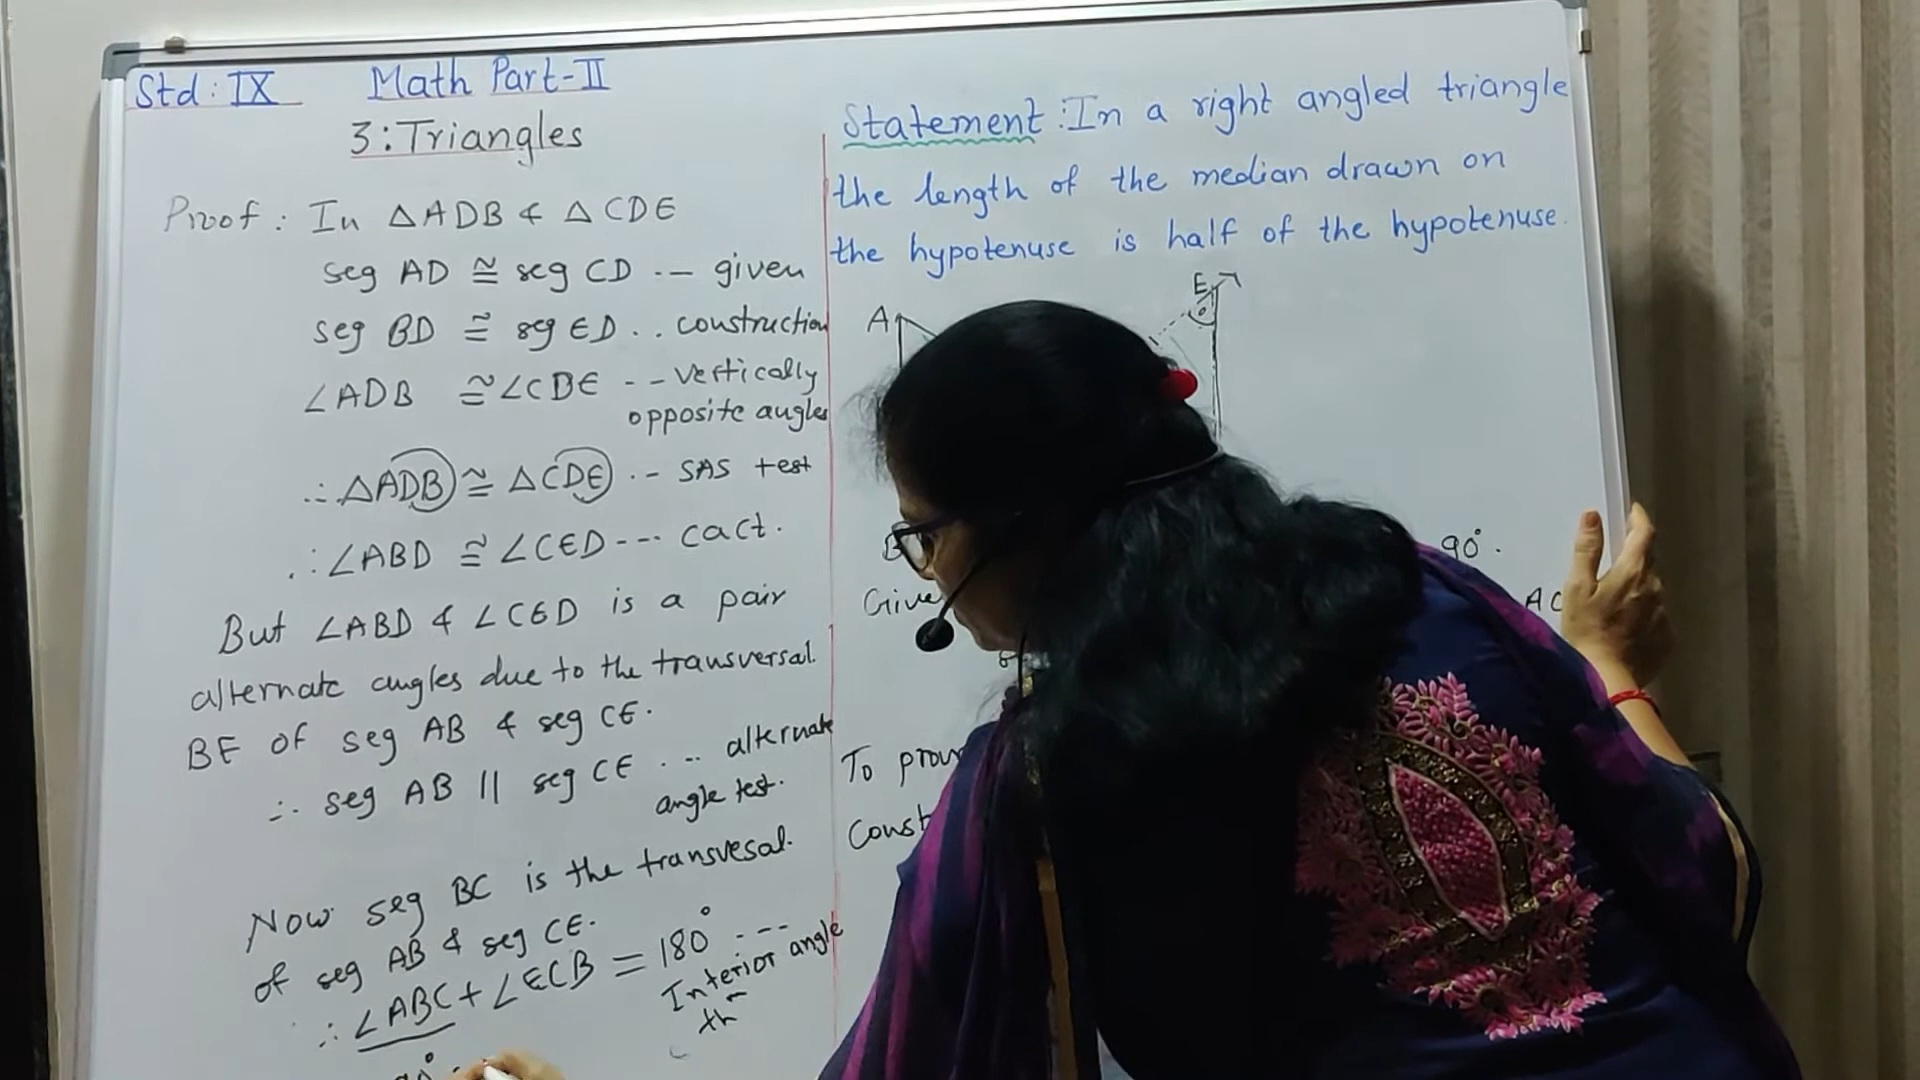 Std: IX Math Part-II
3: Triangles
Proof: In △ADB & △CDE
seg AD ≅ seg CD -- given
seg BD ≅ seg ED . . construction
∠ADB ≅ ∠CDE - - vertically
opposite angles
∴ △ADB ≅ △CDE . - SAS test
∴ ∠ABD ≅ ∠CED - - - cact.
But ∠ABD & ∠CED is a pair
alternate angles due to the transversal.
BE of seg AB & seg CE.
∴ seg AB || seg CE . .. alternate
angle test.
Now seg BC is the transvesal.
of seg AB & seg CE.
∴ ∠ABC + ∠ECB = 180° - - -
Interior angle
th
Statement: In a right angled triangle
the length of the median drawn on
the hypotenuse is half of the hypotenuse.
E
A
B
90°.
Give
AC
To prov
Const